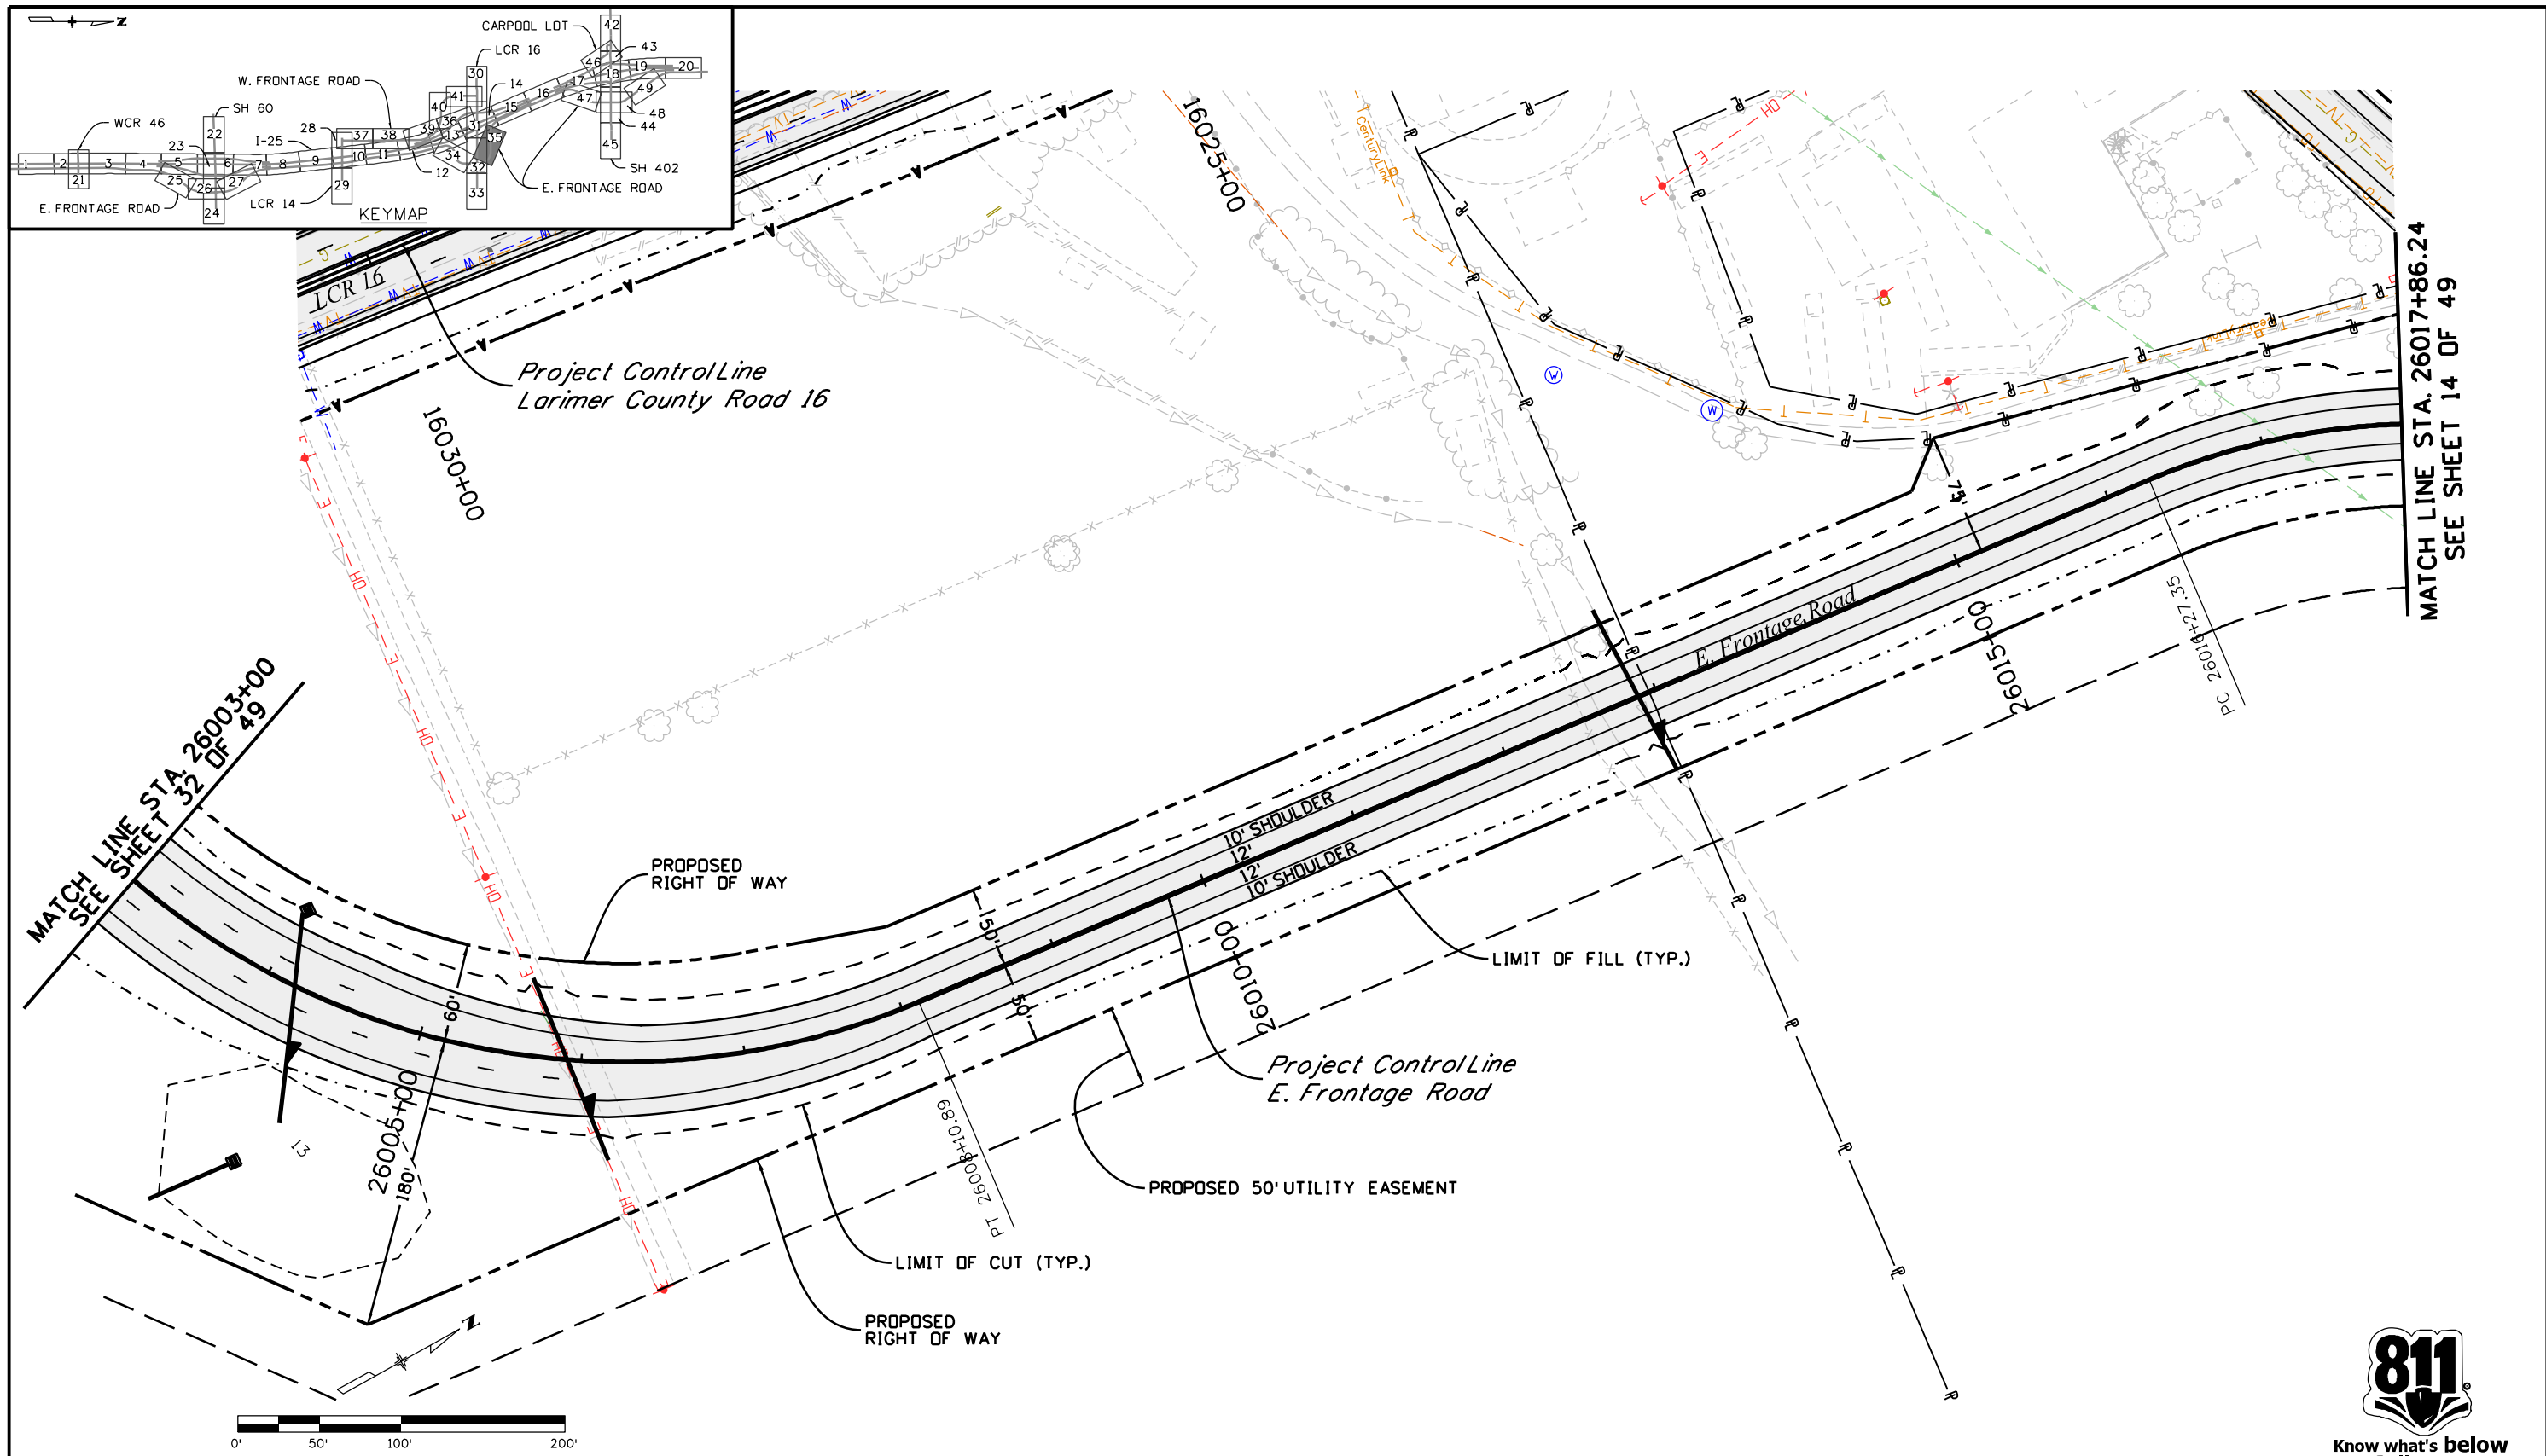 N
CARPOOL LOT
42
43
LCR 16
30
14
46
19
20
18
17
W. FRONTAGE ROAD
41
16
49
40
15
47
SH 60
48
WCR 46
28
37
38
39
36
31
35
44
22
13
23
I-25
34
45
1
2
3
4
5
6
7
8
9
10
11
12
32
SH 402
21
25
26
27
29
33
E. FRONTAGE ROAD
E. FRONTAGE ROAD
24
LCR 14
KEYMAP
LCR 16
Project Control Line
Larimer County Road 16
16030+00
16025+00
CenturyLink
CenturyLink
W
W
MATCH LINE STA. 26017+86.24
SEE SHEET 14 OF 49
75'
E. Frontage Road
26015+00
PC 26016+27.35
MATCH LINE STA. 26003+00
SEE SHEET 32 OF 49
PROPOSED
RIGHT OF WAY
10' SHOULDER
12'
12'
10' SHOULDER
50'
50'
60'
180'
26005+00
13
26010+00
LIMIT OF FILL (TYP.)
Project Control Line
E. Frontage Road
PT 26008+10.89
PROPOSED 50' UTILITY EASEMENT
LIMIT OF CUT (TYP.)
PROPOSED
RIGHT OF WAY
N
0'
50'
100'
200'
811
Know what's below